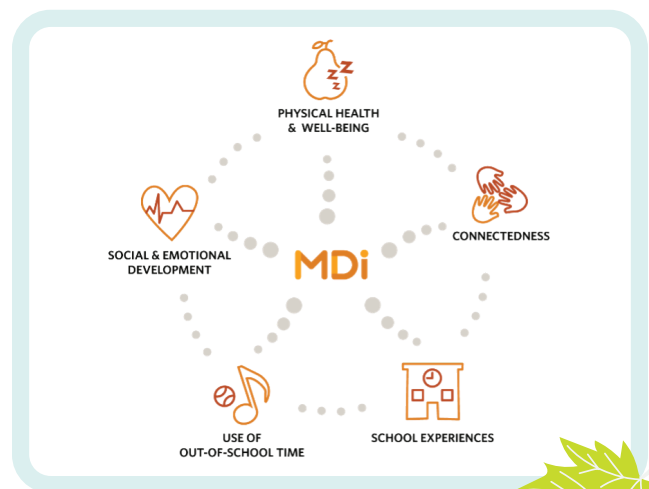 Z Z Z
PHYSICAL HEALTH
& WELL-BEING
CONNECTEDNESS
SOCIAL & EMOTIONAL
DEVELOPMENT
MDi
USE OF
OUT-OF-SCHOOL TIME
SCHOOL EXPERIENCES